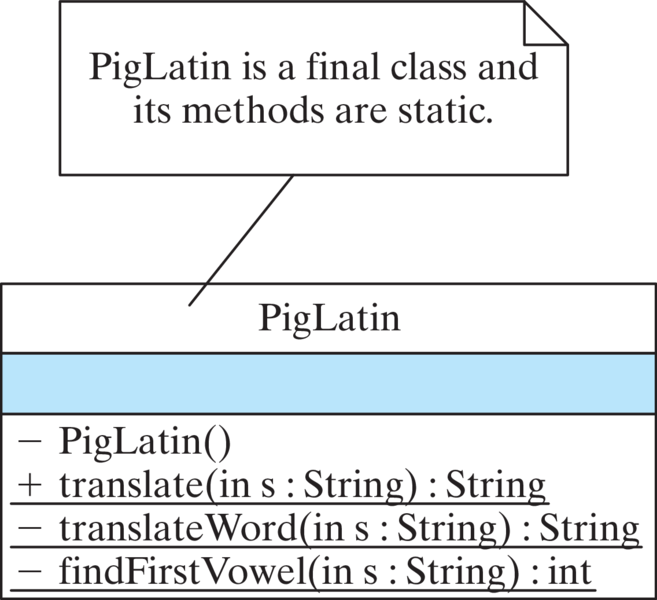 PigLatin is a final class and
its methods are static.
PigLatin
− PigLatin()
+ translate(in s : String) : String
− translateWord(in s : String) : String
− findFirstVowel(in s : String) : int